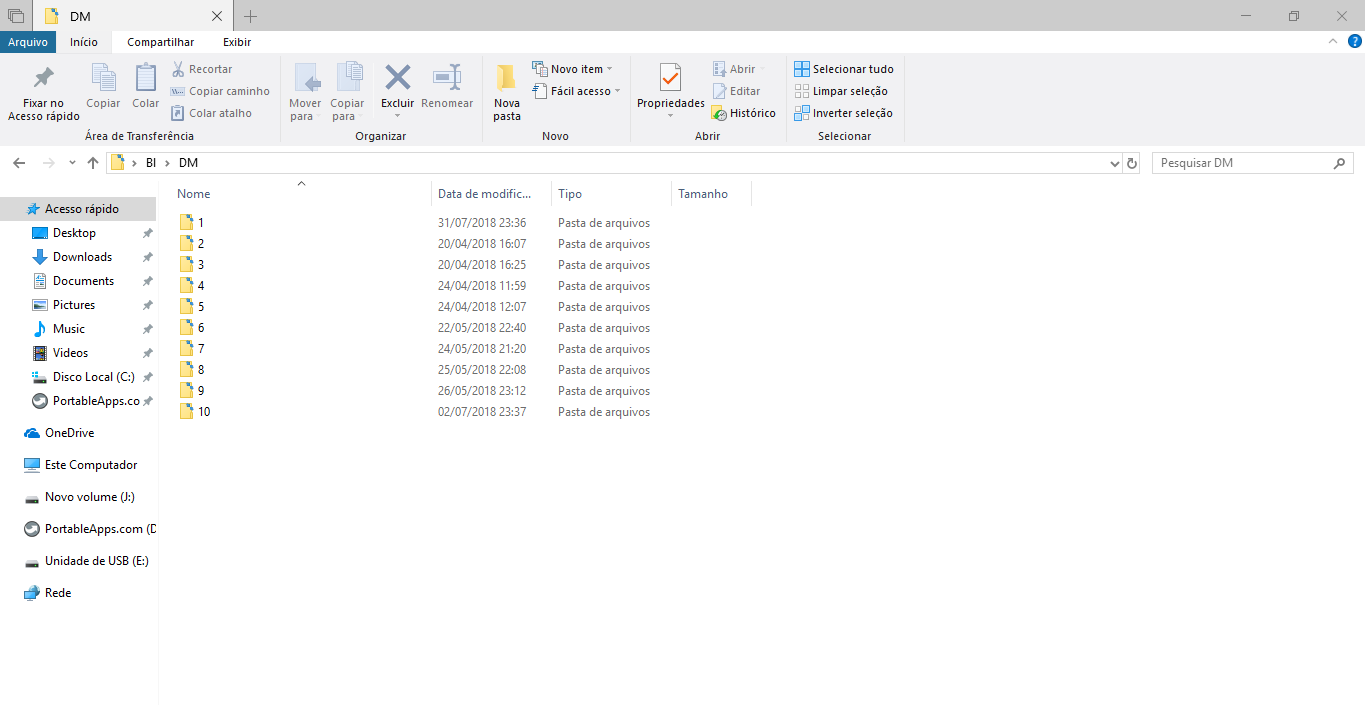 DM
Arquivo Início Compartilhar Exibir
Fixar no
Acesso rápido
Copiar
Colar
Recortar
Copiar caminho
Colar atalho
Área de Transferência
Mover
para
Copiar
para
Excluir
Renomear
Organizar
Nova
pasta
Novo item
Fácil acesso
Novo
Propriedades
Abrir
Editar
Histórico
Abrir
Selecionar tudo
Limpar seleção
Inverter seleção
Selecionar
BI > DM
Pesquisar DM
Acesso rápido
Desktop
Downloads
Documents
Pictures
Music
Videos
Disco Local (C:)
PortableApps.co
OneDrive
Este Computador
Novo volume (J:)
PortableApps.com (D
Unidade de USB (E:)
Rede
Nome Data de modific... Tipo Tamanho
1 31/07/2018 23:36 Pasta de arquivos
2 20/04/2018 16:07 Pasta de arquivos
3 20/04/2018 16:25 Pasta de arquivos
4 24/04/2018 11:59 Pasta de arquivos
5 24/04/2018 12:07 Pasta de arquivos
6 22/05/2018 22:40 Pasta de arquivos
7 24/05/2018 21:20 Pasta de arquivos
8 25/05/2018 22:08 Pasta de arquivos
9 26/05/2018 23:12 Pasta de arquivos
10 02/07/2018 23:37 Pasta de arquivos